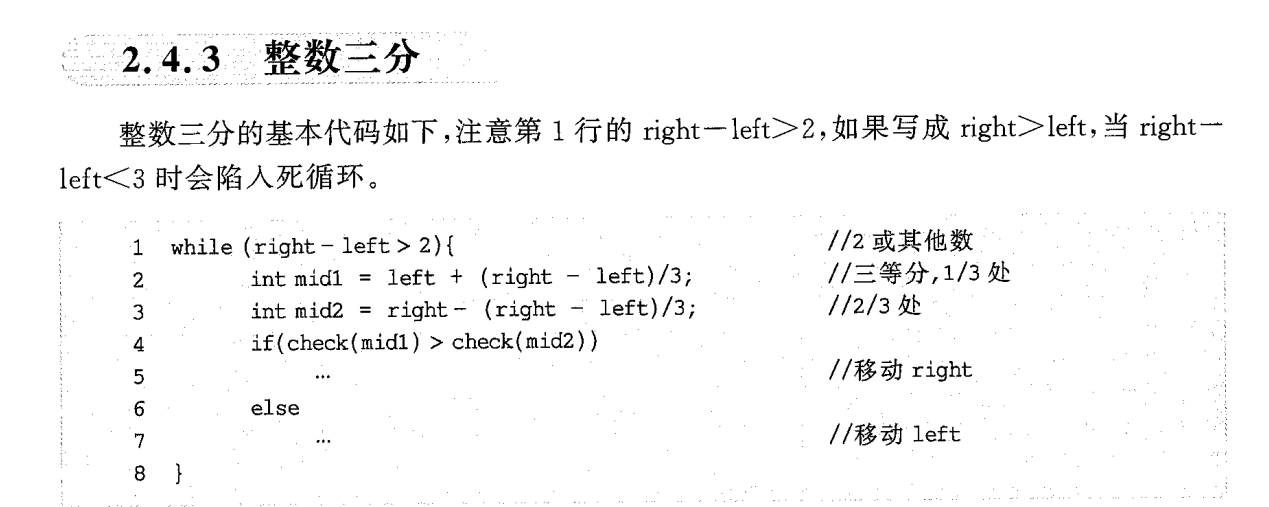 2.4.3 整数三分
整数三分的基本代码如下,注意第 1 行的 right－left＞2,如果写成 right＞left,当 right－
left＜3 时会陷入死循环。
1 while (right - left > 2){ //2 或其他数
2 int mid1 = left + (right - left)/3; //三等分,1/3 处
3 int mid2 = right - (right - left)/3; //2/3 处
4 if(check(mid1) > check(mid2))
5 … //移动 right
6 else
7 … //移动 left
8 }